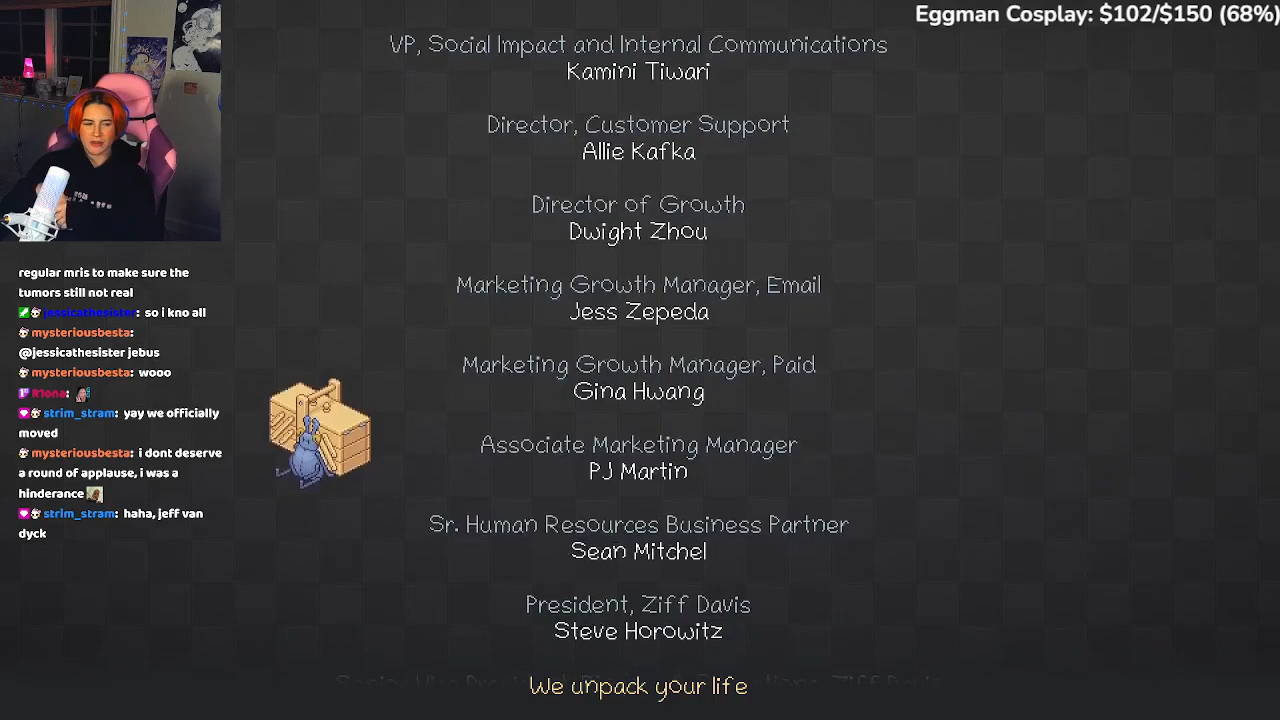 Eggman Cosplay: $102/$150 (68%)
VP, Social Impact and Internal Communications
Kamini Tiwari
Director, Customer Support
Allie Kafka
Director of Growth
Dwight Zhou
Marketing Growth Manager, Email
Jess Zepeda
Marketing Growth Manager, Paid
Gina Hwang
Associate Marketing Manager
PJ Martin
Sr. Human Resources Business Partner
Sean Mitchel
President, Ziff Davis
Steve Horowitz
We unpack your life
regular mris to make sure the
tumors still not real
jessicathesister: so i kno all
mysteriousbesta:
@jessicathesister jebus
mysteriousbesta: wooo
R1ona:
strim_stram: yay we officially
moved
mysteriousbesta: i dont deserve
a round of applause, i was a
hinderance
strim_stram: haha, jeff van
dyck